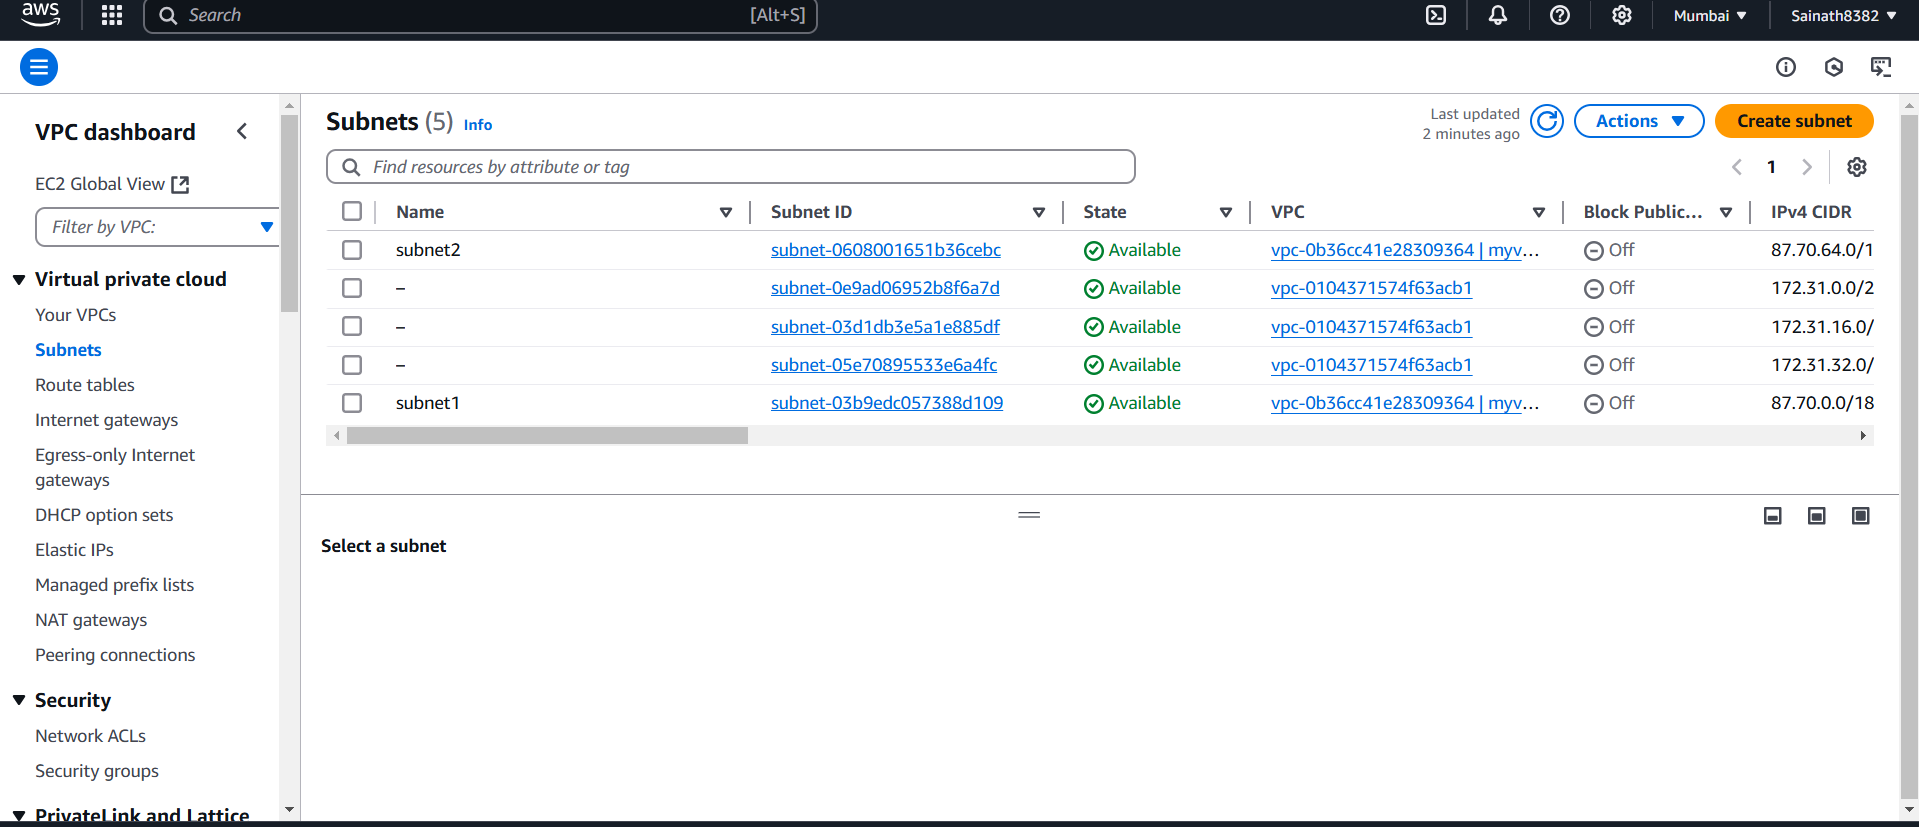 aws
Search [Alt+S]
Mumbai
Sainath8382
VPC dashboard
EC2 Global View
Filter by VPC:
Virtual private cloud
Your VPCs
Subnets
Route tables
Internet gateways
Egress-only Internet
gateways
DHCP option sets
Elastic IPs
Managed prefix lists
NAT gateways
Peering connections
Security
Network ACLs
Security groups
PrivateLink and Lattice
Subnets (5) Info
Last updated
2 minutes ago
Actions
Create subnet
Find resources by attribute or tag
1
Name Subnet ID State VPC Block Public... IPv4 CIDR
subnet2 subnet-0608001651b36cebc Available vpc-0b36cc41e28309364 | myv... Off 87.70.64.0/1
– subnet-0e9ad06952b8f6a7d Available vpc-0104371574f63acb1 Off 172.31.0.0/2
– subnet-03d1db3e5a1e885df Available vpc-0104371574f63acb1 Off 172.31.16.0/
– subnet-05e70895533e6a4fc Available vpc-0104371574f63acb1 Off 172.31.32.0/
subnet1 subnet-03b9edc057388d109 Available vpc-0b36cc41e28309364 | myv... Off 87.70.0.0/18
Select a subnet